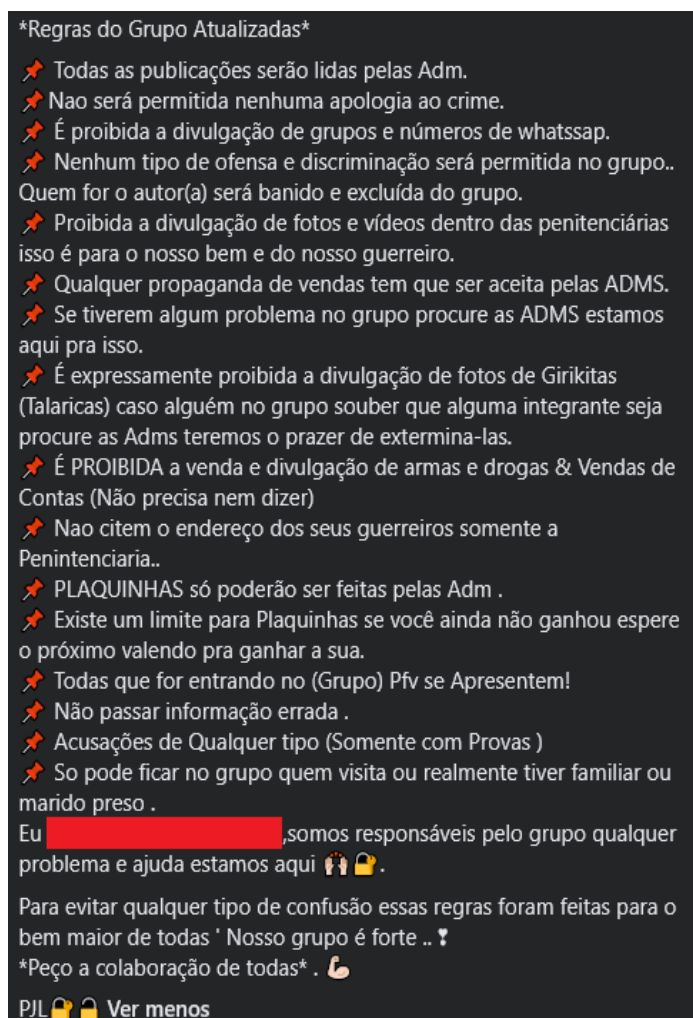 *Regras do Grupo Atualizadas*
📌 Todas as publicações serão lidas pelas Adm.
📌Nao será permitida nenhuma apologia ao crime.
📌 É proibida a divulgação de grupos e números de whatssap.
📌 Nenhum tipo de ofensa e discriminação será permitida no grupo..
Quem for o autor(a) será banido e excluída do grupo.
📌 Proibida a divulgação de fotos e vídeos dentro das penitenciárias
isso é para o nosso bem e do nosso guerreiro.
📌 Qualquer propaganda de vendas tem que ser aceita pelas ADMS.
📌 Se tiverem algum problema no grupo procure as ADMS estamos
aqui pra isso.
📌 É expressamente proibida a divulgação de fotos de Girikitas
(Talaricas) caso alguém no grupo souber que alguma integrante seja
procure as Adms teremos o prazer de extermina-las.
📌 É PROIBIDA a venda e divulgação de armas e drogas & Vendas de
Contas (Não precisa nem dizer)
📌 Nao citem o endereço dos seus guerreiros somente a
Penintenciaria..
📌 PLAQUINHAS só poderão ser feitas pelas Adm .
📌 Existe um limite para Plaquinhas se você ainda não ganhou espere
o próximo valendo pra ganhar a sua.
📌 Todas que for entrando no (Grupo) Pfv se Apresentem!
📌 Não passar informação errada .
📌 Acusações de Qualquer tipo (Somente com Provas )
📌 So pode ficar no grupo quem visita ou realmente tiver familiar ou
marido preso .
Eu ,somos responsáveis pelo grupo qualquer
problema e ajuda estamos aqui 🙌🏻🔐.
Para evitar qualquer tipo de confusão essas regras foram feitas para o
bem maior de todas ' Nosso grupo é forte .. ❣
*Peço a colaboração de todas* . 💪🏻
PJL🔐🔒 Ver menos